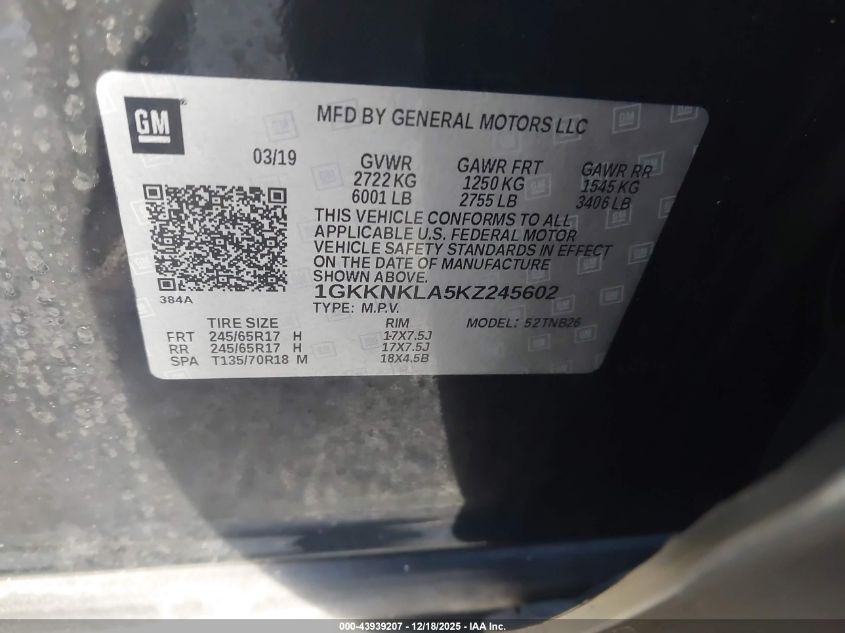 GM
MFD BY GENERAL MOTORS LLC
03/19
GVWR GAWR FRT GAWR RR
2722 KG 1250 KG 1545 KG
6001 LB 2755 LB 3406 LB
THIS VEHICLE CONFORMS TO ALL
APPLICABLE U.S. FEDERAL MOTOR
VEHICLE SAFETY STANDARDS IN EFFECT
ON THE DATE OF MANUFACTURE
SHOWN ABOVE.
384A
1GKKNKLA5KZ245602
TYPE: M.P.V.
TIRE SIZE RIM MODEL: 52TNB26
FRT 245/65R17 H 17X7.5J
RR 245/65R17 H 17X7.5J
SPA T135/70R18 M 18X4.5B
000-43939207 - 12/18/2025 - IAA Inc.